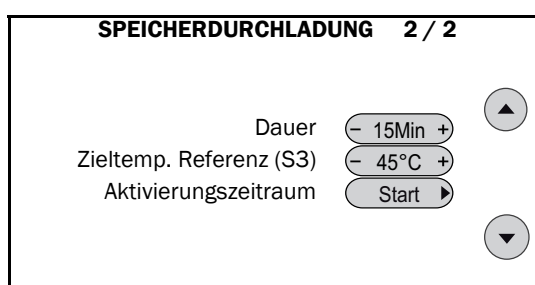 SPEICHERDURCHLADUNG 2 / 2
Dauer − 15Min +
Zieltemp. Referenz (S3) − 45°C +
Aktivierungszeitraum Start